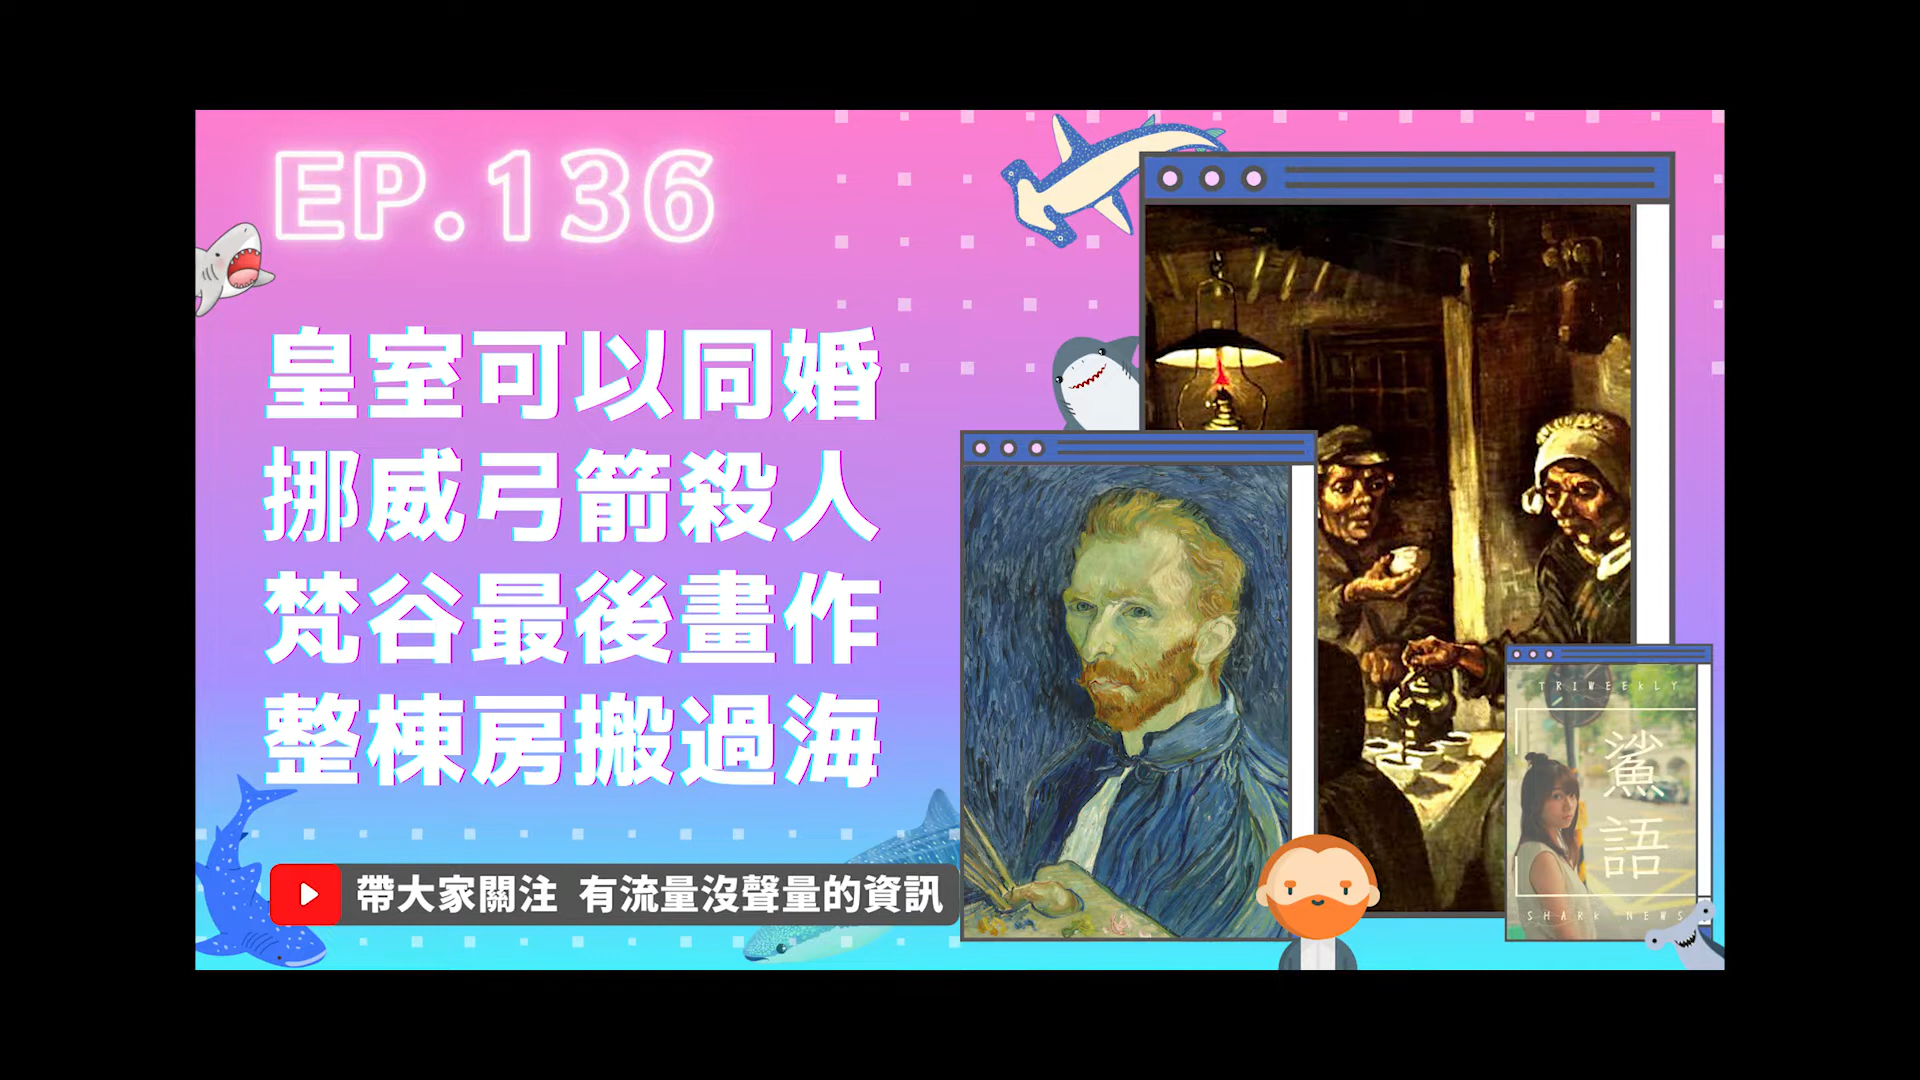 EP.136
皇室可以同婚
挪威弓箭殺人
梵谷最後畫作
整棟房搬過海
帶大家關注 有流量沒聲量的資訊
TRIWEEKLY
鯊
語
SHARK NEWS